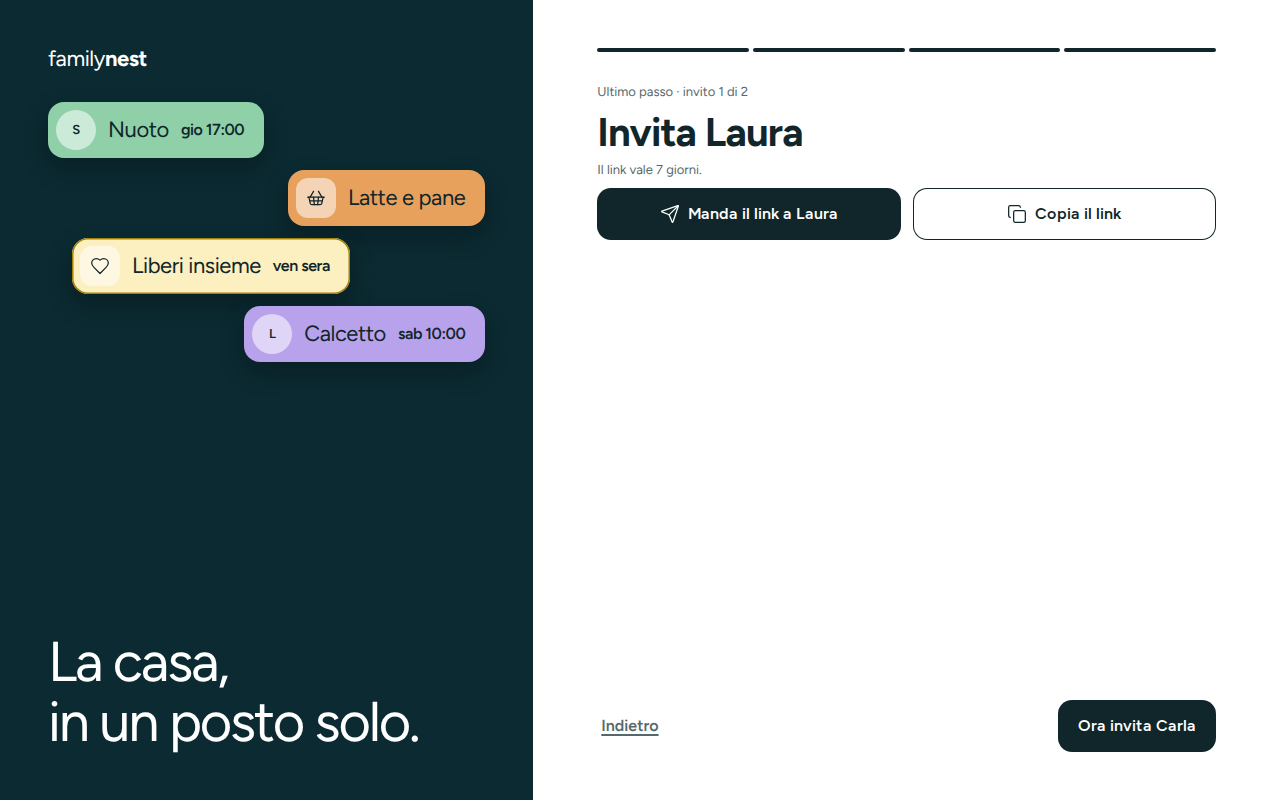 familynest
S Nuoto gio 17:00
Latte e pane
Liberi insieme ven sera
L Calcetto sab 10:00
La casa,
in un posto solo.
Ultimo passo · invito 1 di 2
Invita Laura
Il link vale 7 giorni.
Manda il link a Laura
Copia il link
Indietro
Ora invita Carla